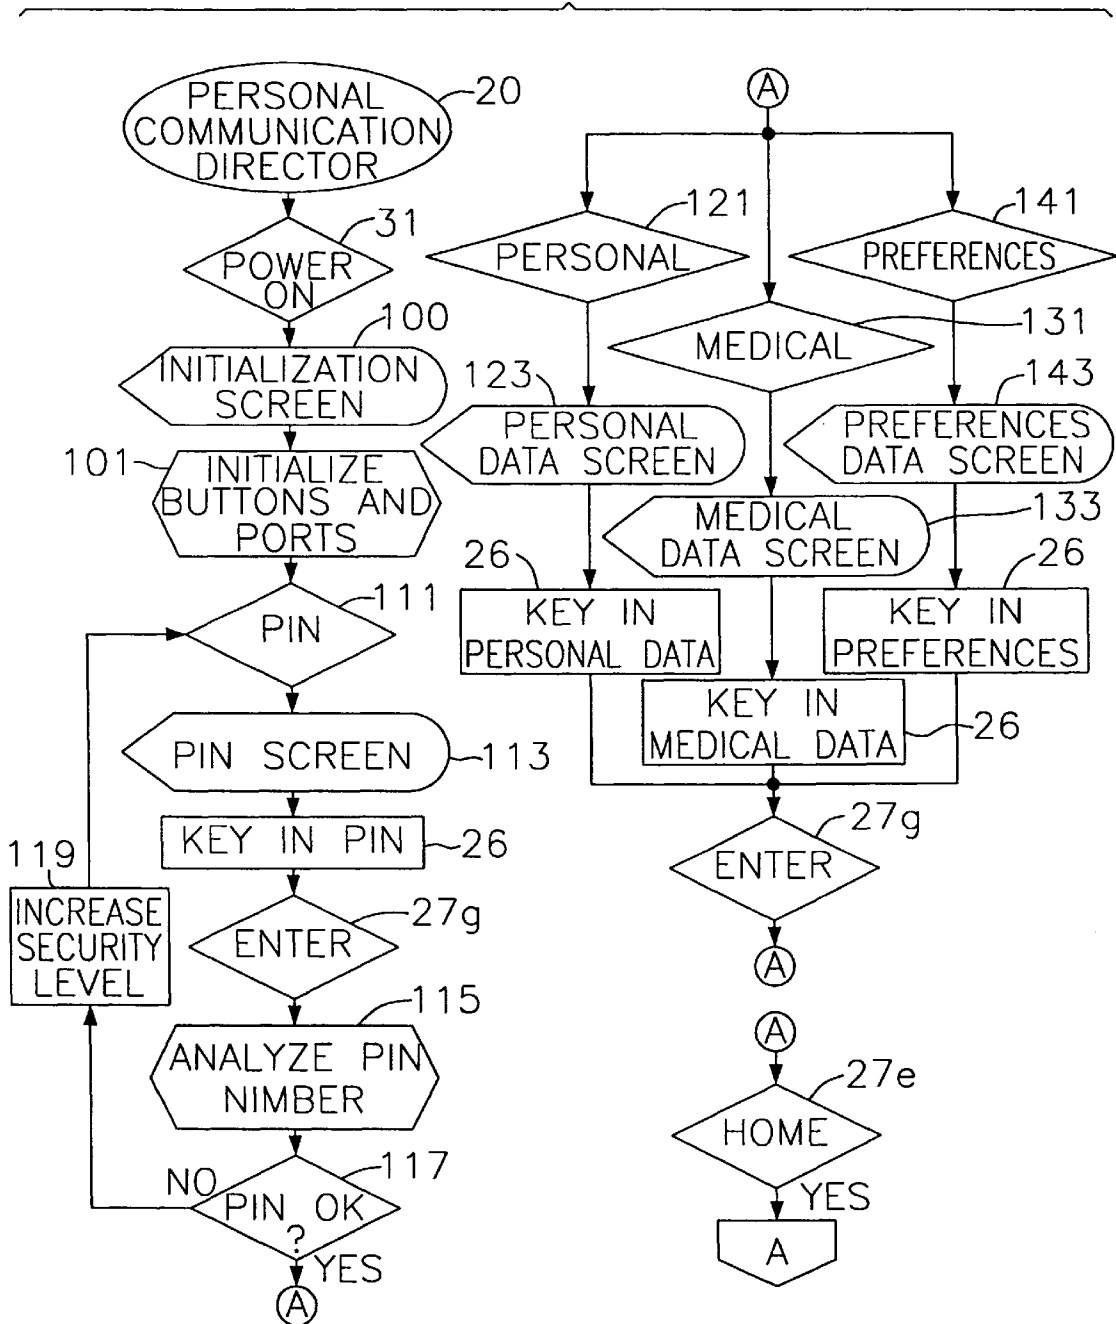 PERSONAL
COMMUNICATION
DIRECTOR
20
POWER
ON
31
INITIALIZATION
SCREEN
100
INITIALIZE
BUTTONS AND
PORTS
101
PIN
111
PIN SCREEN
113
KEY IN PIN
26
ENTER
27g
ANALYZE PIN
NIMBER
115
PIN OK
?
117
NO
YES
A
119
INCREASE
SECURITY
LEVEL
A
PERSONAL
121
MEDICAL
131
PREFERENCES
141
PERSONAL
DATA SCREEN
123
MEDICAL
DATA SCREEN
133
PREFERENCES
DATA SCREEN
143
KEY IN
PERSONAL DATA
26
KEY IN
MEDICAL DATA
26
KEY IN
PREFERENCES
26
ENTER
27g
A
A
HOME
27e
YES
A